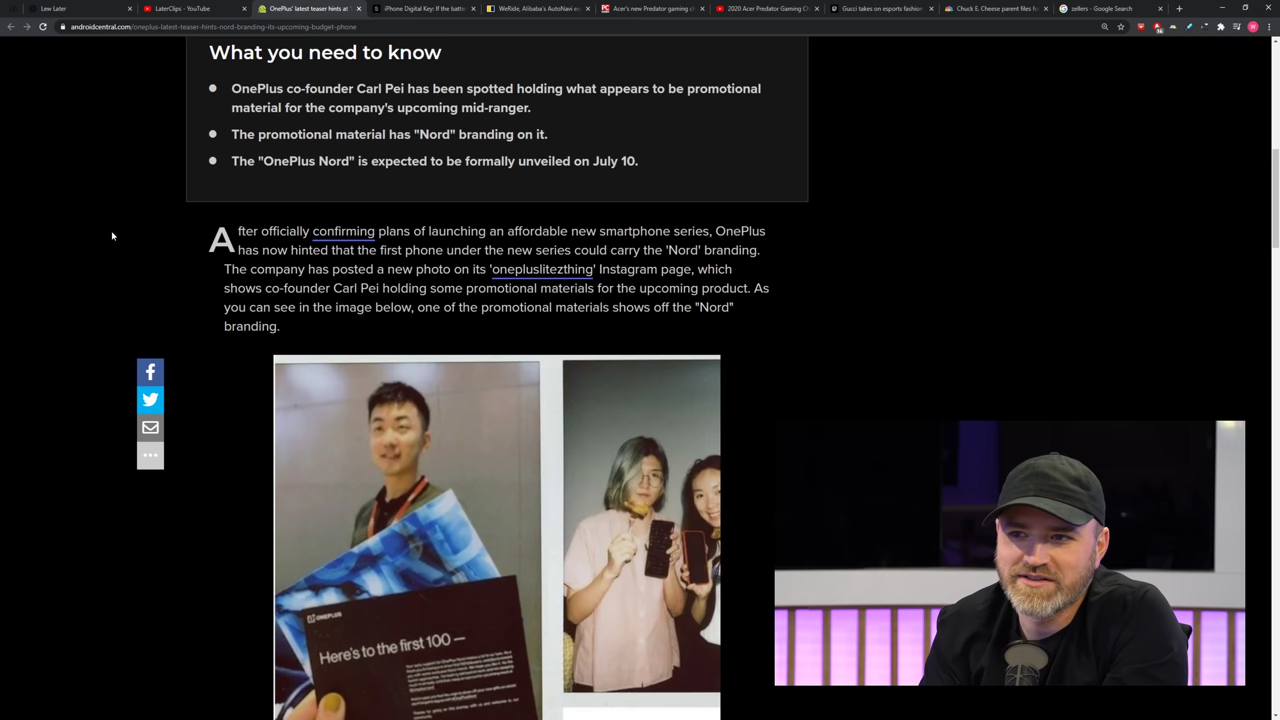 Lew Later
LaterClips - YouTube
OnePlus' latest teaser hints at
iPhone Digital Key: If the batte
WeRide, Alibaba's AutoNavi e
Acer's new Predator gaming c
2020 Acer Predator Gaming Ch
Gucci takes on esports fashion
Chuck E. Cheese parent files fo
zellers - Google Search
androidcentral.com/oneplus-latest-teaser-hints-nord-branding-its-upcoming-budget-phone
What you need to know
OnePlus co-founder Carl Pei has been spotted holding what appears to be promotional
material for the company's upcoming mid-ranger.
The promotional material has "Nord" branding on it.
The "OnePlus Nord" is expected to be formally unveiled on July 10.
After officially confirming plans of launching an affordable new smartphone series, OnePlus
has now hinted that the first phone under the new series could carry the 'Nord' branding.
The company has posted a new photo on its 'onepluslitezthing' Instagram page, which
shows co-founder Carl Pei holding some promotional materials for the upcoming product. As
you can see in the image below, one of the promotional materials shows off the "Nord"
branding.
ONEPLUS
Here's to the first 100 —